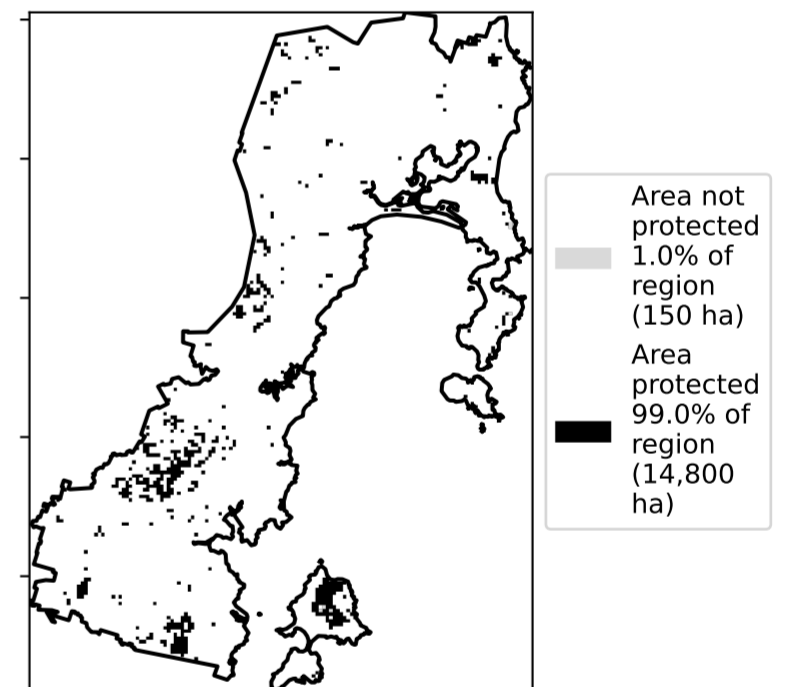 Area not
protected
1.0% of
region
(150 ha)
Area
protected
99.0% of
region
(14,800
ha)